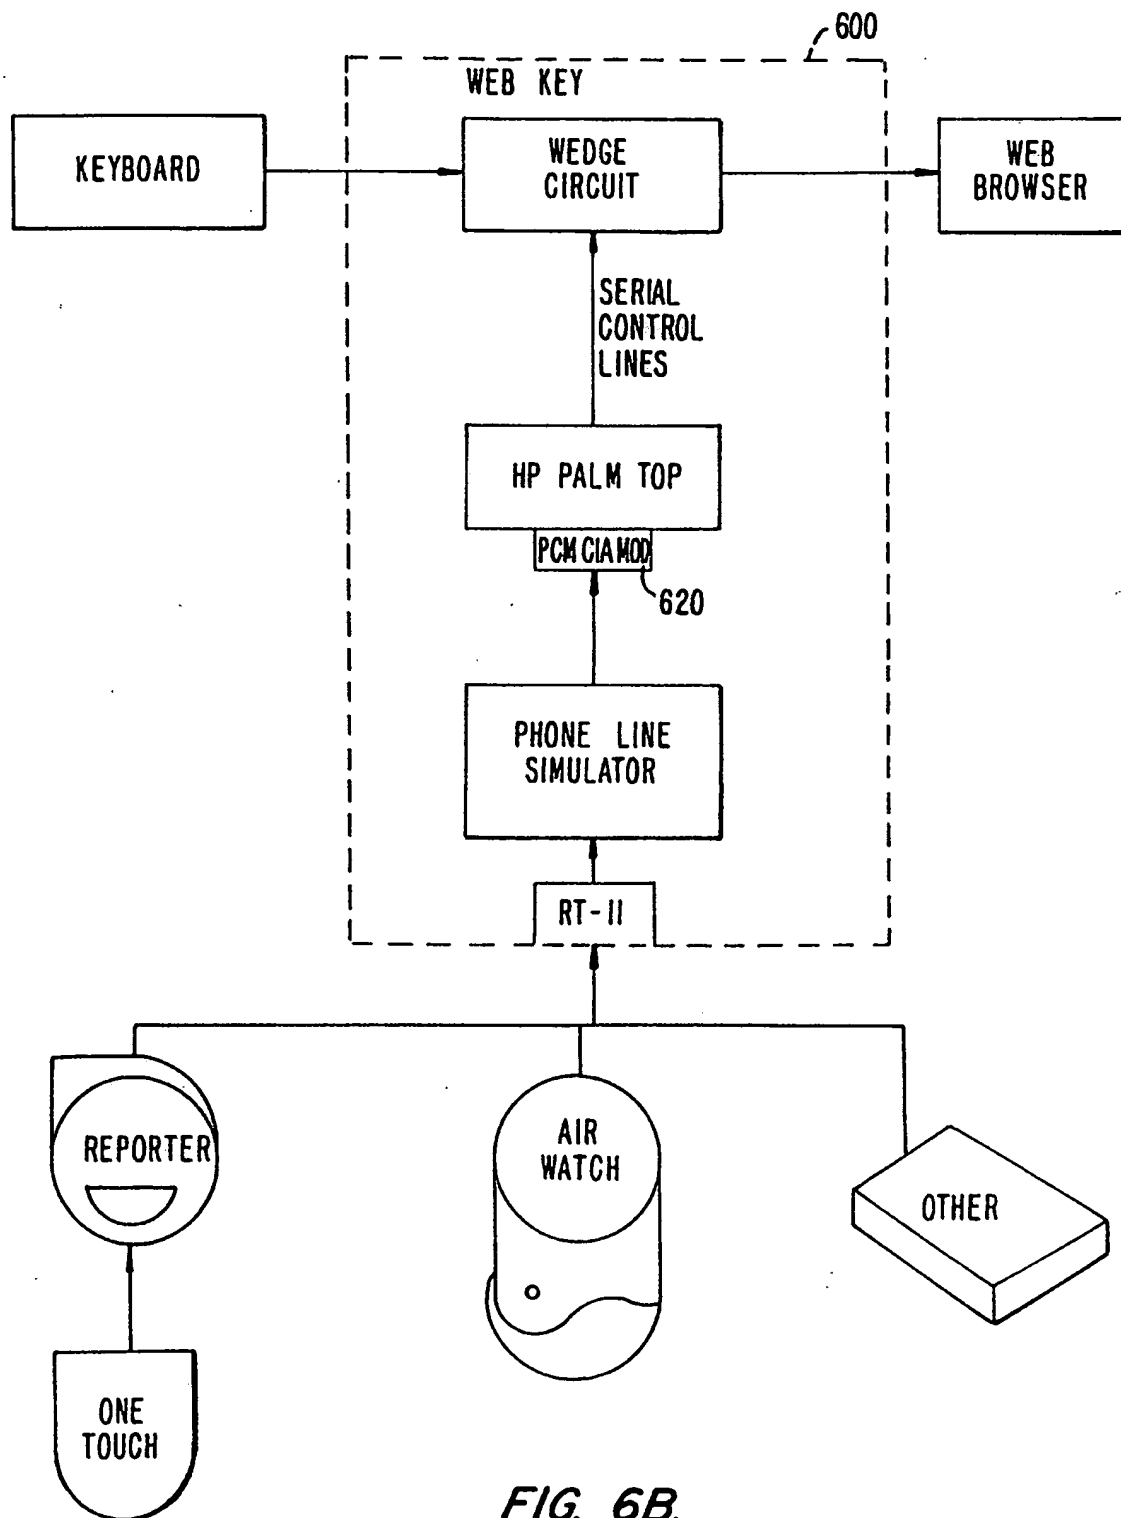 600
WEB KEY
KEYBOARD
WEDGE
CIRCUIT
WEB
BROWSER
SERIAL
CONTROL
LINES
HP PALM TOP
PCMCIA MOD
620
PHONE LINE
SIMULATOR
RT-11
REPORTER
AIR
WATCH
OTHER
ONE
TOUCH
FIG. 6B.